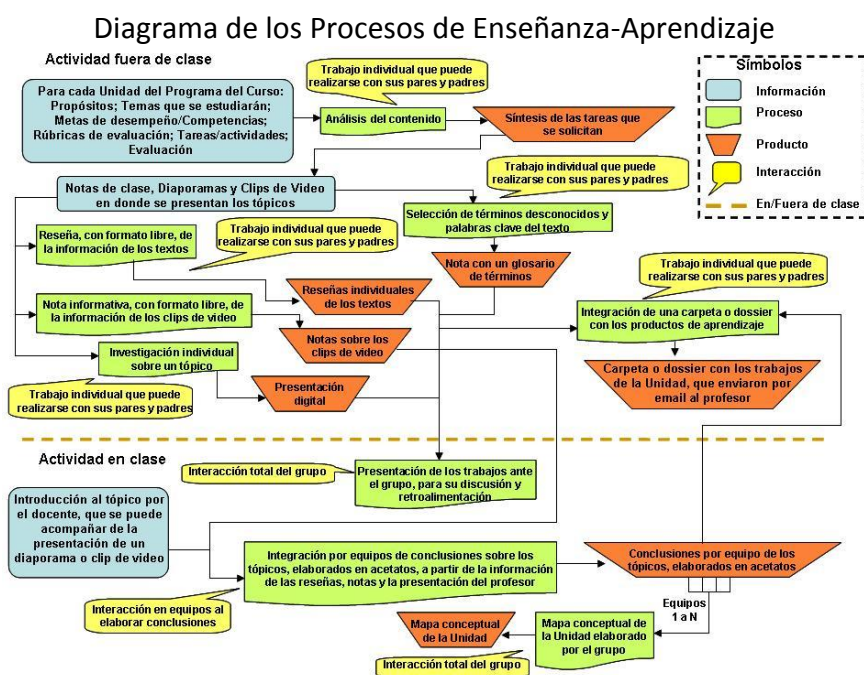 Diagrama de los Procesos de Enseñanza-Aprendizaje
Actividad fuera de clase
Para cada Unidad del Programa del Curso:
Propósitos; Temas que se estudiarán;
Metas de desempeño/Competencias;
Rúbricas de evaluación; Tareas/actividades;
Evaluación
Trabajo individual que puede
realizarse con sus pares y padres
Análisis del contenido
Síntesis de las tareas que
se solicitan
Símbolos
Información
Proceso
Producto
Interacción
En/Fuera de clase
Notas de clase, Diaporamas y Clips de Video
en donde se presentan los tópicos
Trabajo individual que puede
realizarse con sus pares y padres
Selección de términos desconocidos y
palabras clave del texto
Reseña, con formato libre, de
la información de los textos
Trabajo individual que puede
realizarse con sus pares y padres
Nota con un glosario
de términos
Trabajo individual que puede
realizarse con sus pares y padres
Reseñas individuales
de los textos
Nota informativa, con formato libre, de
la información de los clips de video
Notas sobre los
clips de video
Integración de una carpeta o dossier
con los productos de aprendizaje
Investigación individual
sobre un tópico
Trabajo individual que puede
realizarse con sus pares y padres
Presentación
digital
Carpeta o dossier con los trabajos
de la Unidad, que enviaron por
email al profesor
Actividad en clase
Interacción total del grupo
Presentación de los trabajos ante
el grupo, para su discusión y
retroalimentación
Introducción al tópico por
el docente, que se puede
acompañar de la
presentación de un
diaporama o clip de video
Integración por equipos de conclusiones sobre los
tópicos, elaborados en acetatos, a partir de la información
de las reseñas, notas y la presentación del profesor
Conclusiones por equipo de los
tópicos, elaborados en acetatos
Interacción en equipos al
elaborar conclusiones
Equipos
1 a N
Mapa conceptual
de la Unidad
Mapa conceptual de
la Unidad elaborado
por el grupo
Interacción total del grupo